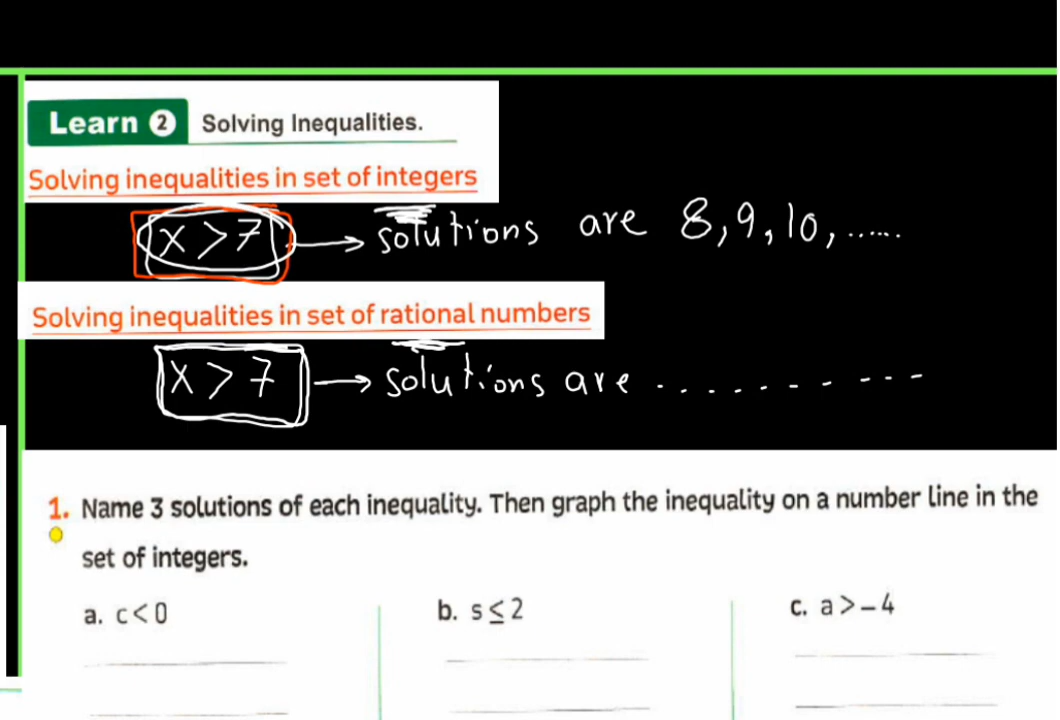 Learn 2 Solving Inequalities.
Solving inequalities in set of integers
x > 7 → solutions are 8, 9, 10, ......
Solving inequalities in set of rational numbers
x > 7 → solutions are ..........
1. Name 3 solutions of each inequality. Then graph the inequality on a number line in the
set of integers.
a. c < 0 b. s ≤ 2 c. a > – 4